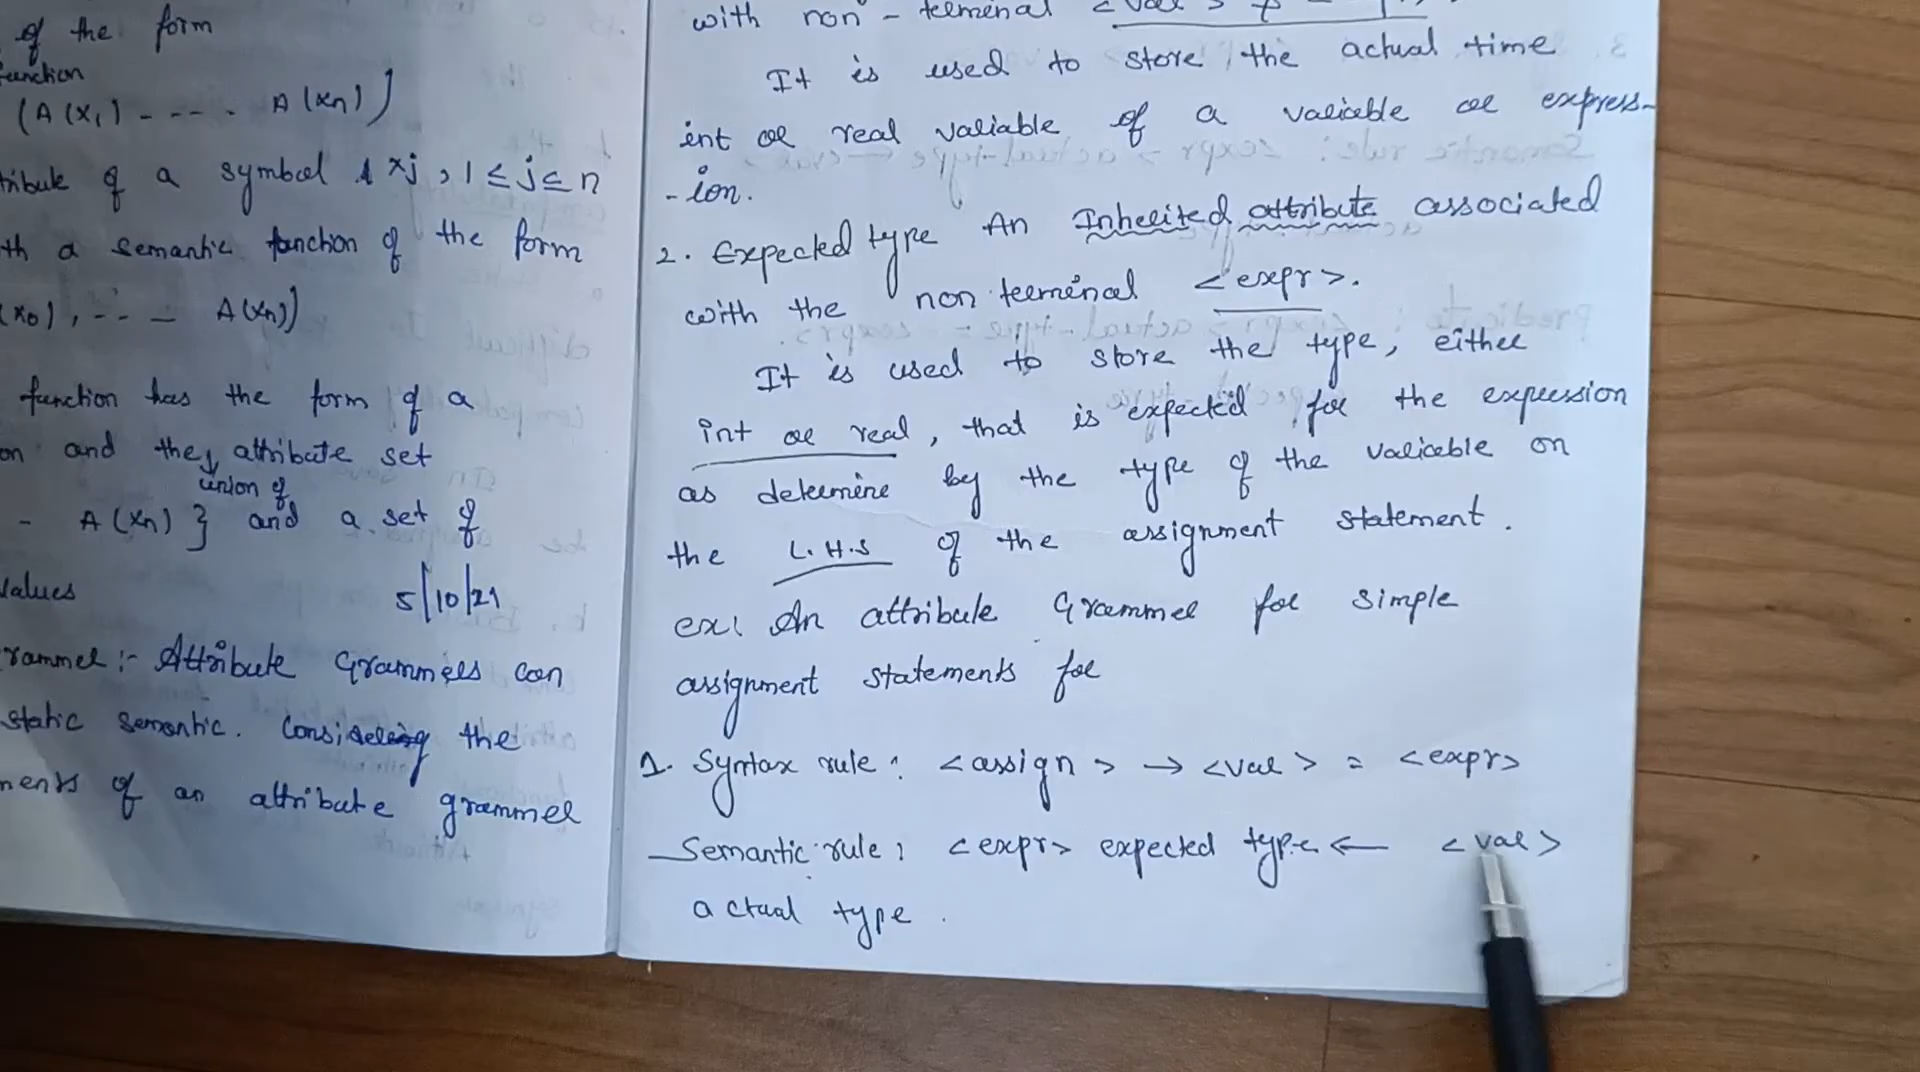 of the form
function
(A(x1) - - - - A(xn))
of a symbol xj, 1 ≤ j ≤ n
a semantic function of the form
(x0), - - - A(xn))
function has the form of a
on and the attribute set
union of
- A(xn) } and a set of
values
5/10/21
:- Attribute Grammers can
static semantic. Considering the
of an attribute grammer
with non-terminal
It is used to store the actual time
int or real variable of a variable or express-
-ion.
2. Expected type An Inherited attribute associated
with the non terminal <expr>.
It is used to store the type, either
int or real, that is expected for the expression
as determine by the type of the variable on
the L.H.S of the assignment statement.
ex: An attribute Grammer for simple
assignment statements for
1. Syntax rule: <assign> → <var> = <expr>
Semantic rule: <expr> expected type ← <var>
actual type.